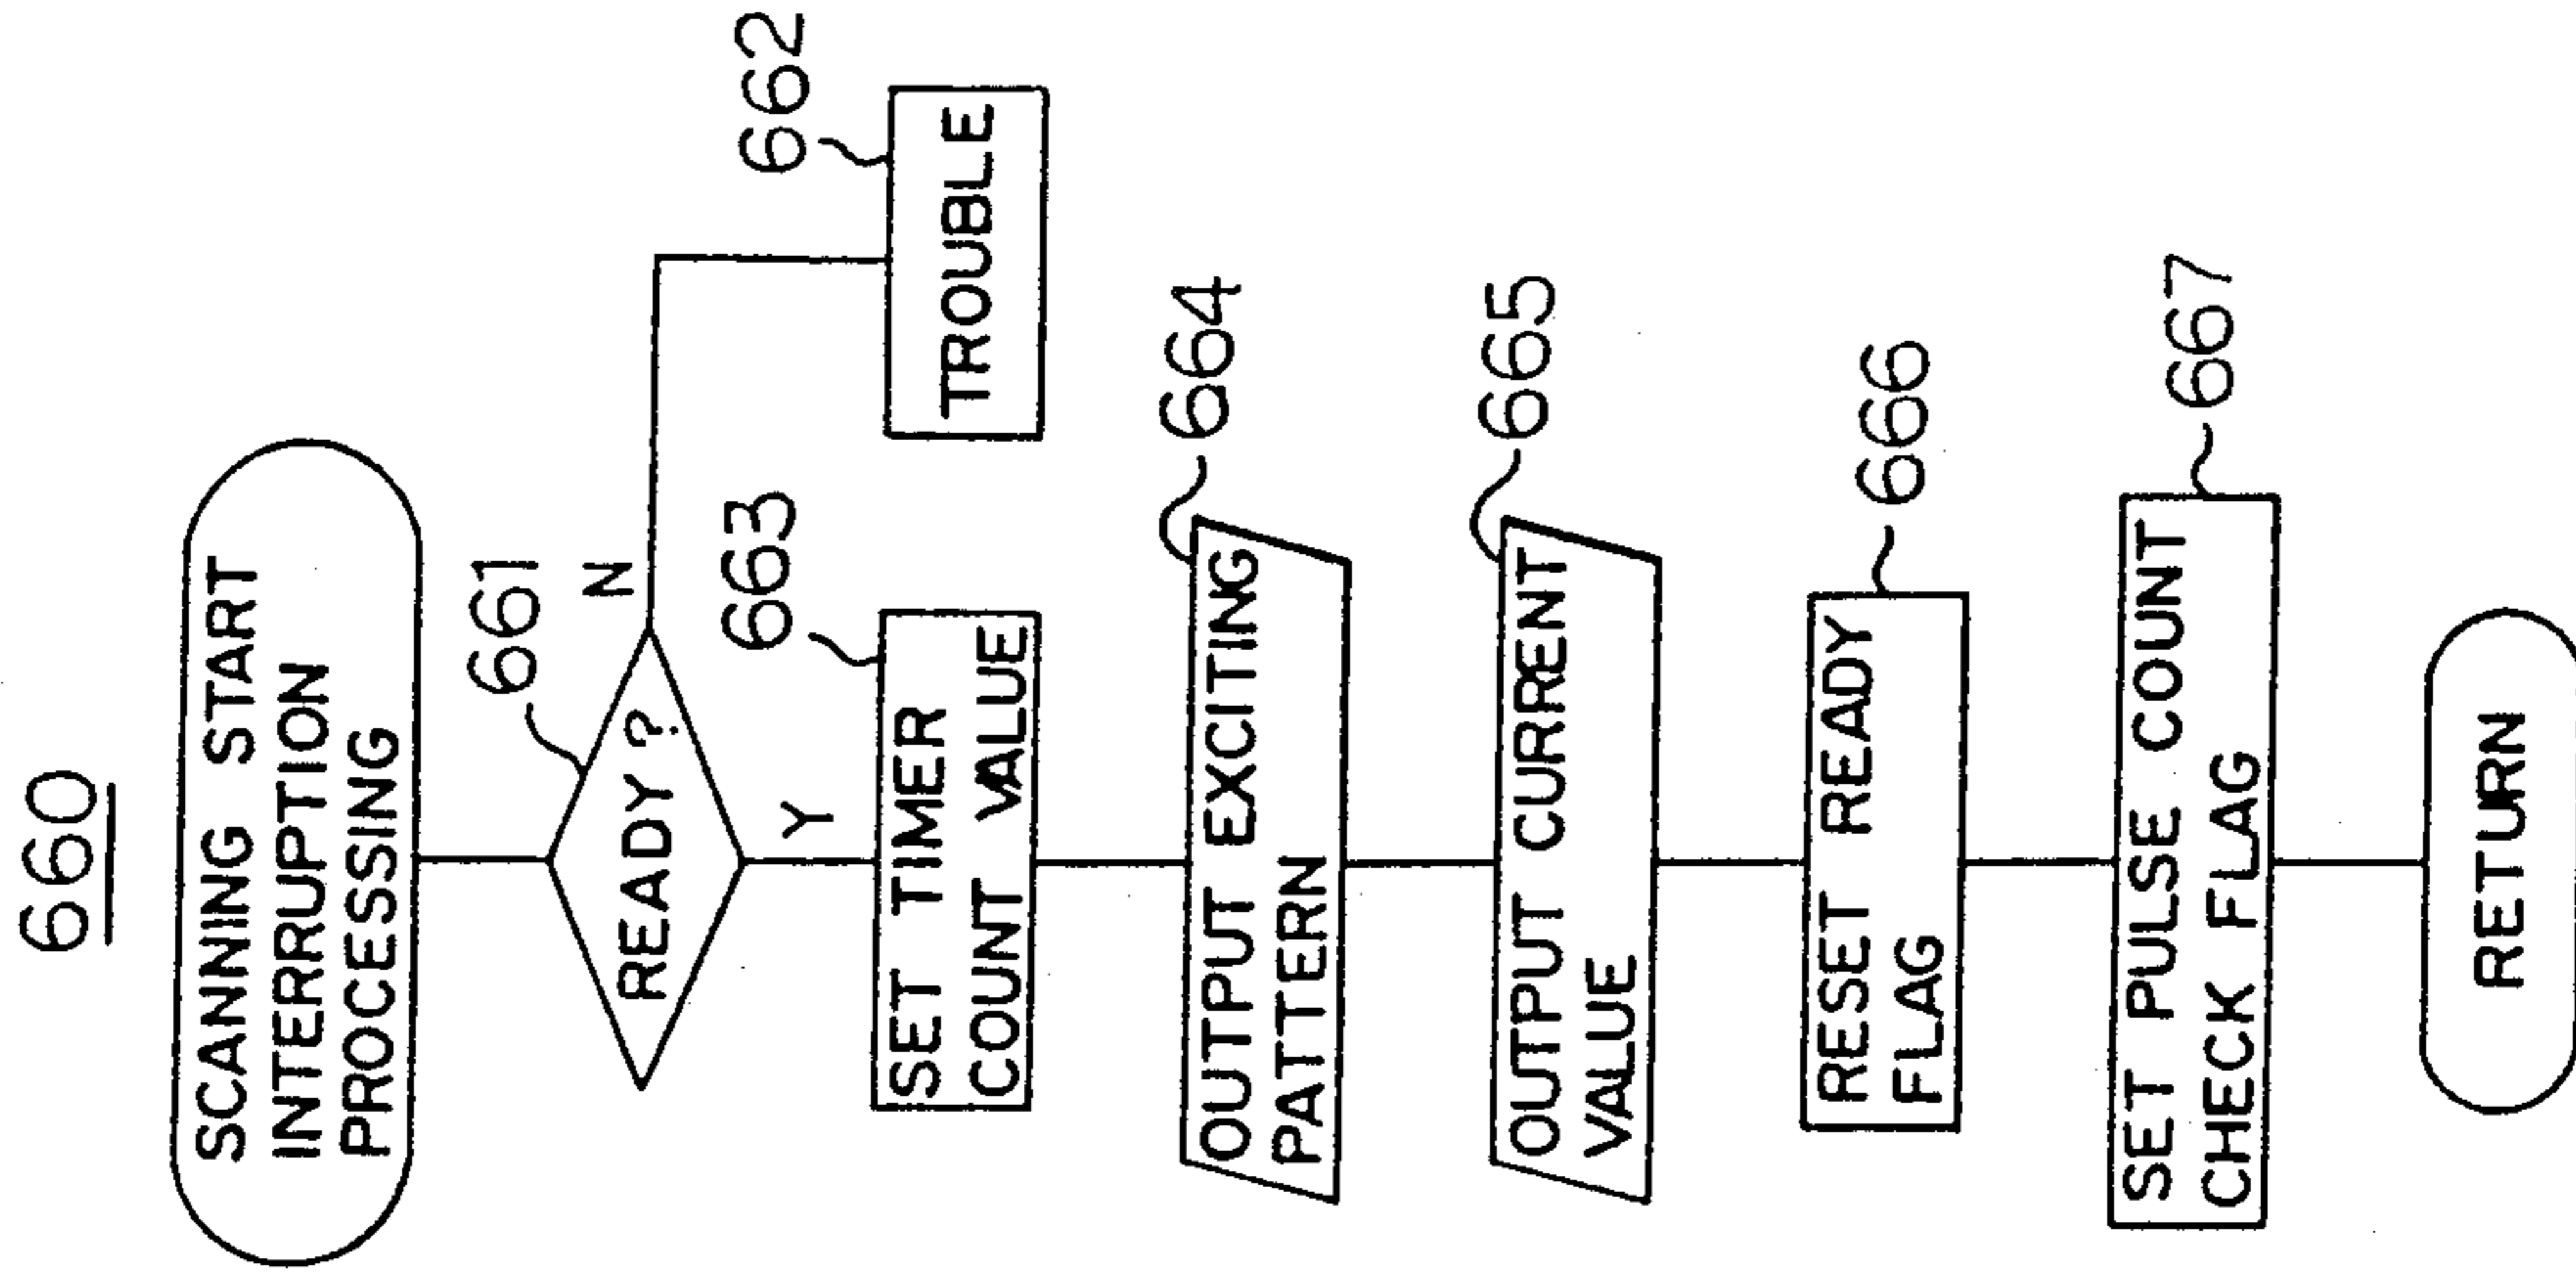 660
SCANNING START
INTERRUPTION
PROCESSING
661
READY ?
N
Y
662
TROUBLE
663
SET TIMER
COUNT VALUE
664
OUTPUT EXCITING
PATTERN
665
OUTPUT CURRENT
VALUE
666
RESET READY
FLAG
667
SET PULSE COUNT
CHECK FLAG
RETURN